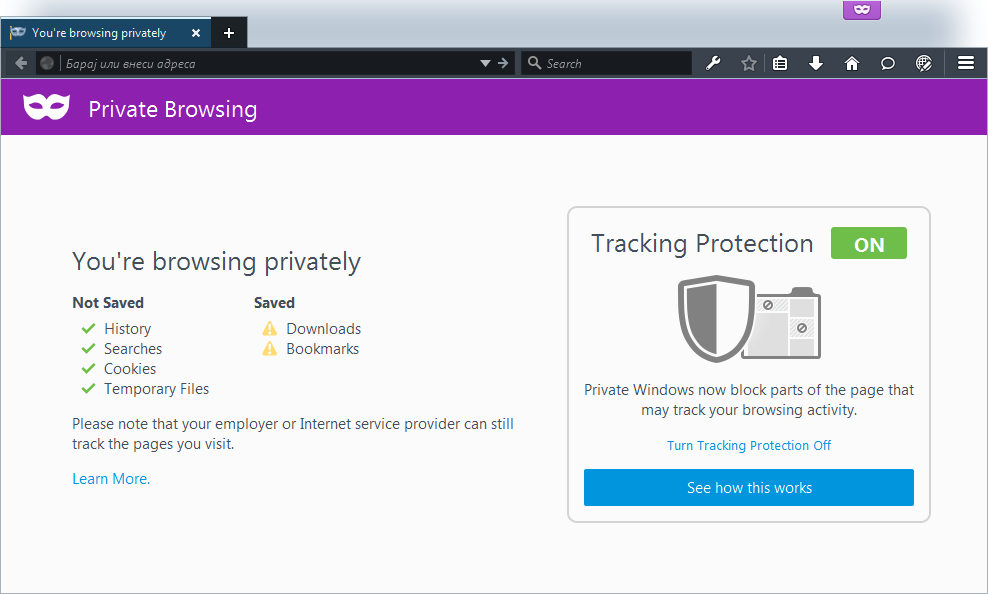 You're browsing privately
Барај или внеси адреса
Search
Private Browsing
You're browsing privately
Not Saved
History
Searches
Cookies
Temporary Files
Saved
Downloads
Bookmarks
Please note that your employer or Internet service provider can still
track the pages you visit.
Learn More.
Tracking Protection ON
Private Windows now block parts of the page that
may track your browsing activity.
Turn Tracking Protection Off
See how this works